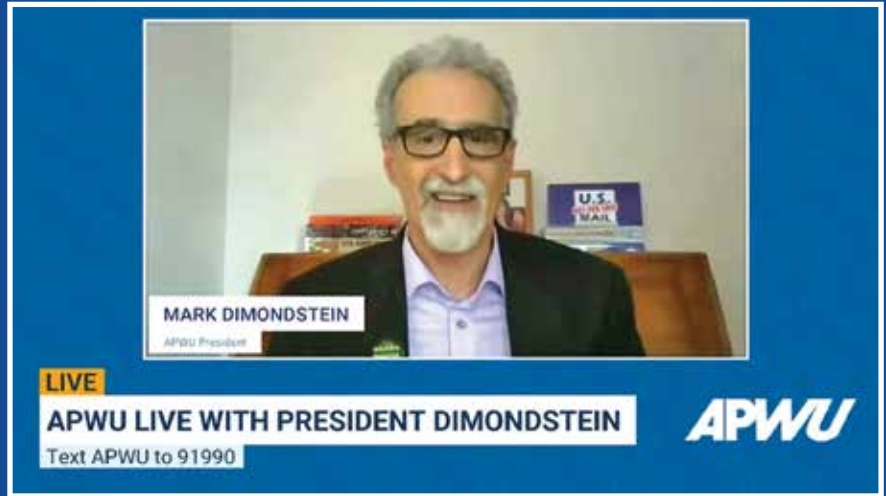 U.S.
MAIL
MARK DIMONDSTEIN
APWU President
LIVE
APWU LIVE WITH PRESIDENT DIMONDSTEIN
APWU
Text APWU to 91990